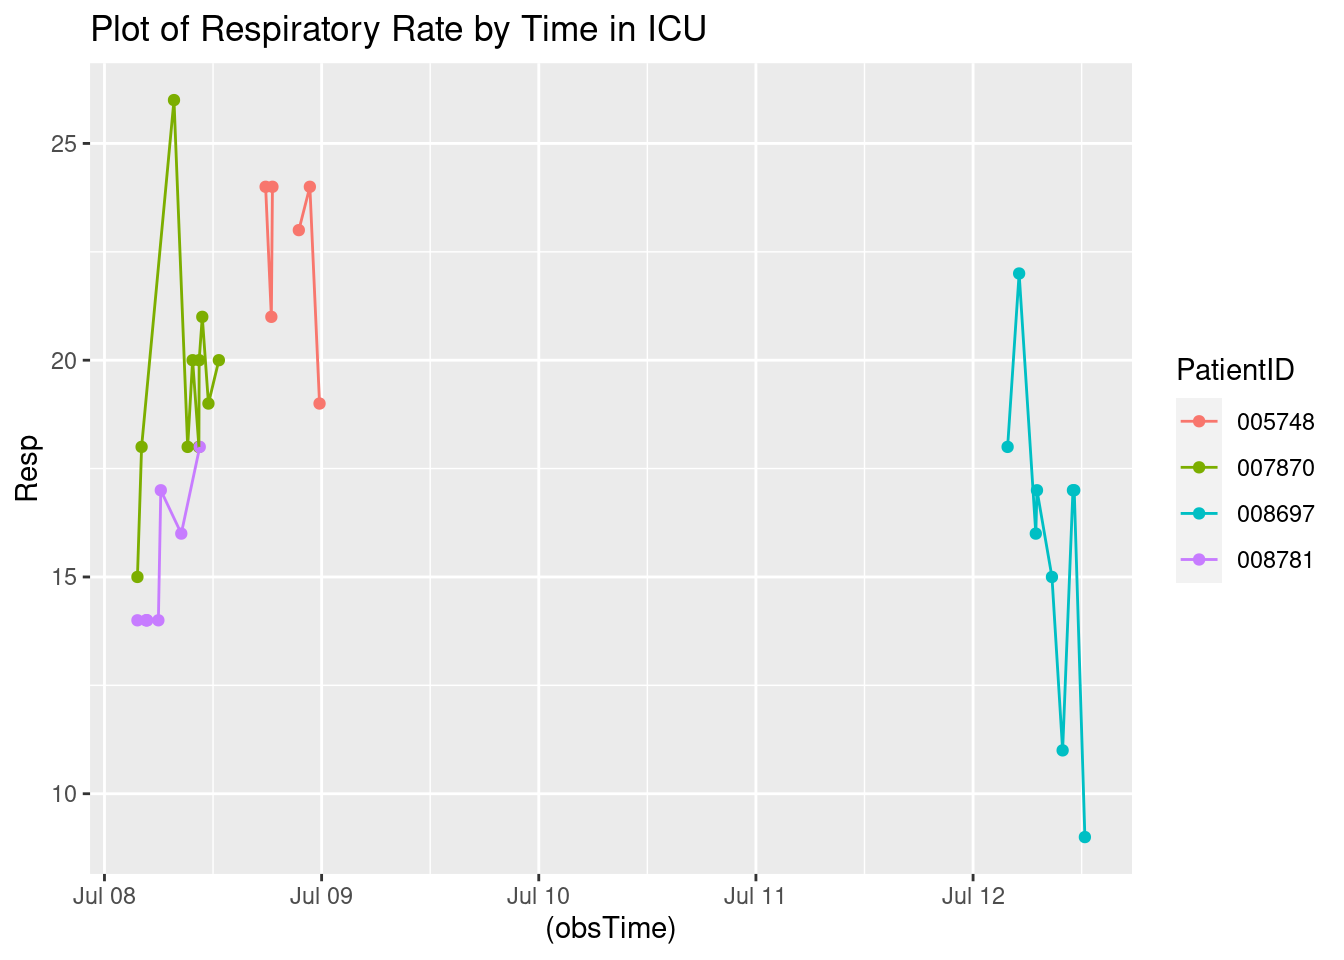 Plot of Respiratory Rate by Time in ICU
25
20
15
10
Resp
Jul 08
Jul 09
Jul 10
Jul 11
Jul 12
(obsTime)
PatientID
005748
007870
008697
008781